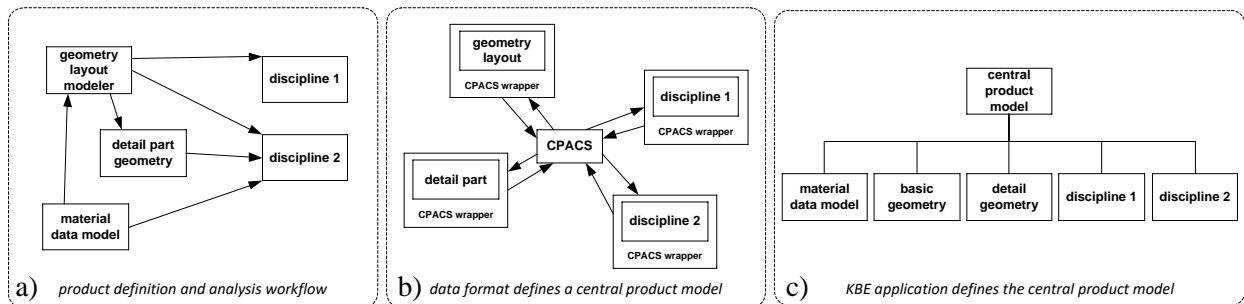 geometry
layout
modeler
discipline 1
detail part
geometry
discipline 2
material
data model
a) product definition and analysis workflow
geometry
layout
CPACS wrapper
discipline 1
CPACS wrapper
CPACS
detail part
CPACS wrapper
discipline 2
CPACS wrapper
b) data format defines a central product model
central
product
model
material
data model
basic
geometry
detail
geometry
discipline 1
discipline 2
c) KBE application defines the central product model